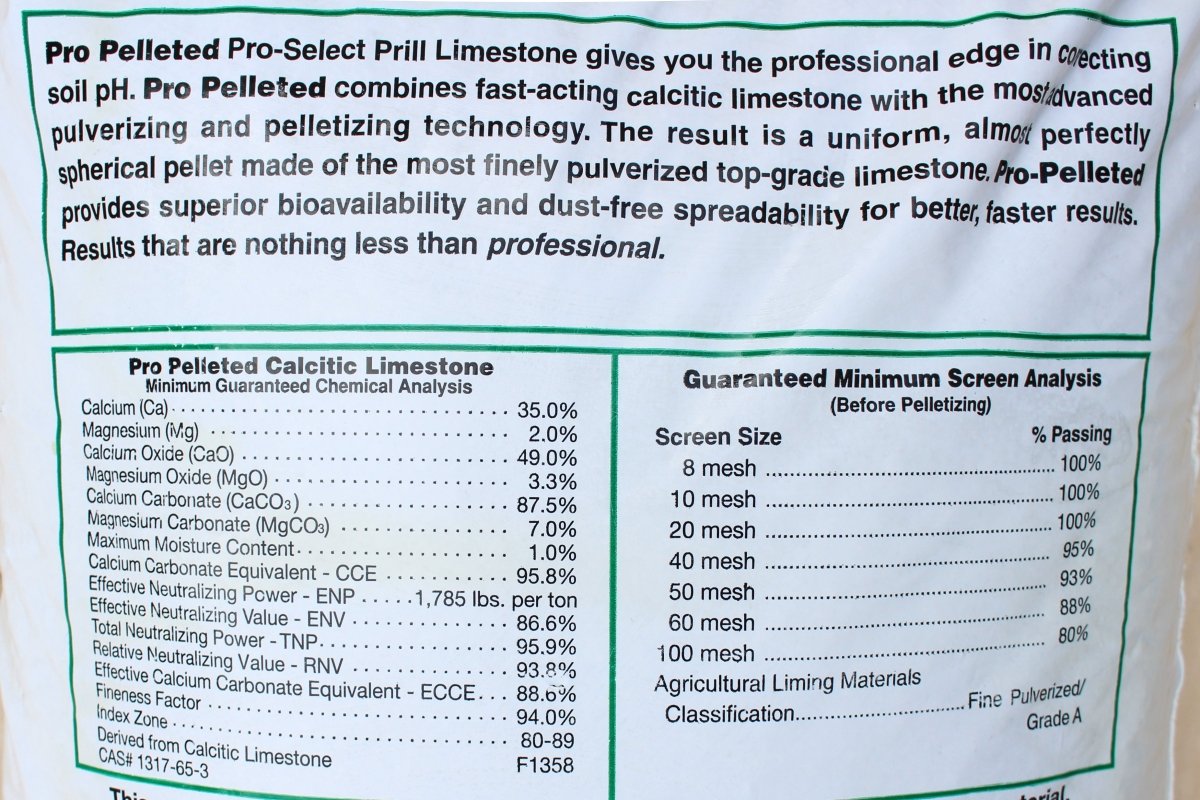 Pro Pelleted Pro-Select Prill Limestone gives you the professional edge in correcting
soil pH. Pro Pelleted combines fast-acting calcitic limestone with the most advanced
pulverizing and pelletizing technology. The result is a uniform, almost perfectly
spherical pellet made of the most finely pulverized top-grade limestone. Pro-Pelleted
provides superior bioavailability and dust-free spreadability for better, faster results.
Results that are nothing less than professional.
Pro Pelleted Calcitic Limestone
Minimum Guaranteed Chemical Analysis
Calcium (Ca) 35.0%
Magnesium (Mg) 2.0%
Calcium Oxide (CaO) 49.0%
Magnesium Oxide (MgO) 3.3%
Calcium Carbonate (CaCO3) 87.5%
Magnesium Carbonate (MgCO3) 7.0%
Maximum Moisture Content 1.0%
Calcium Carbonate Equivalent - CCE 95.8%
Effective Neutralizing Power - ENP 1,785 lbs. per ton
Effective Neutralizing Value - ENV 86.6%
Total Neutralizing Power - TNP 95.9%
Relative Neutralizing Value - RNV 93.8%
Effective Calcium Carbonate Equivalent - ECCE 88.6%
Fineness Factor 94.0%
Index Zone 80-89
Derived from Calcitic Limestone F1358
CAS# 1317-65-3
Guaranteed Minimum Screen Analysis
(Before Pelletizing)
Screen Size % Passing
8 mesh 100%
10 mesh 100%
20 mesh 100%
40 mesh 95%
50 mesh 93%
60 mesh 88%
100 mesh 80%
Agricultural Liming Materials
Classification Fine Pulverized/
Grade A